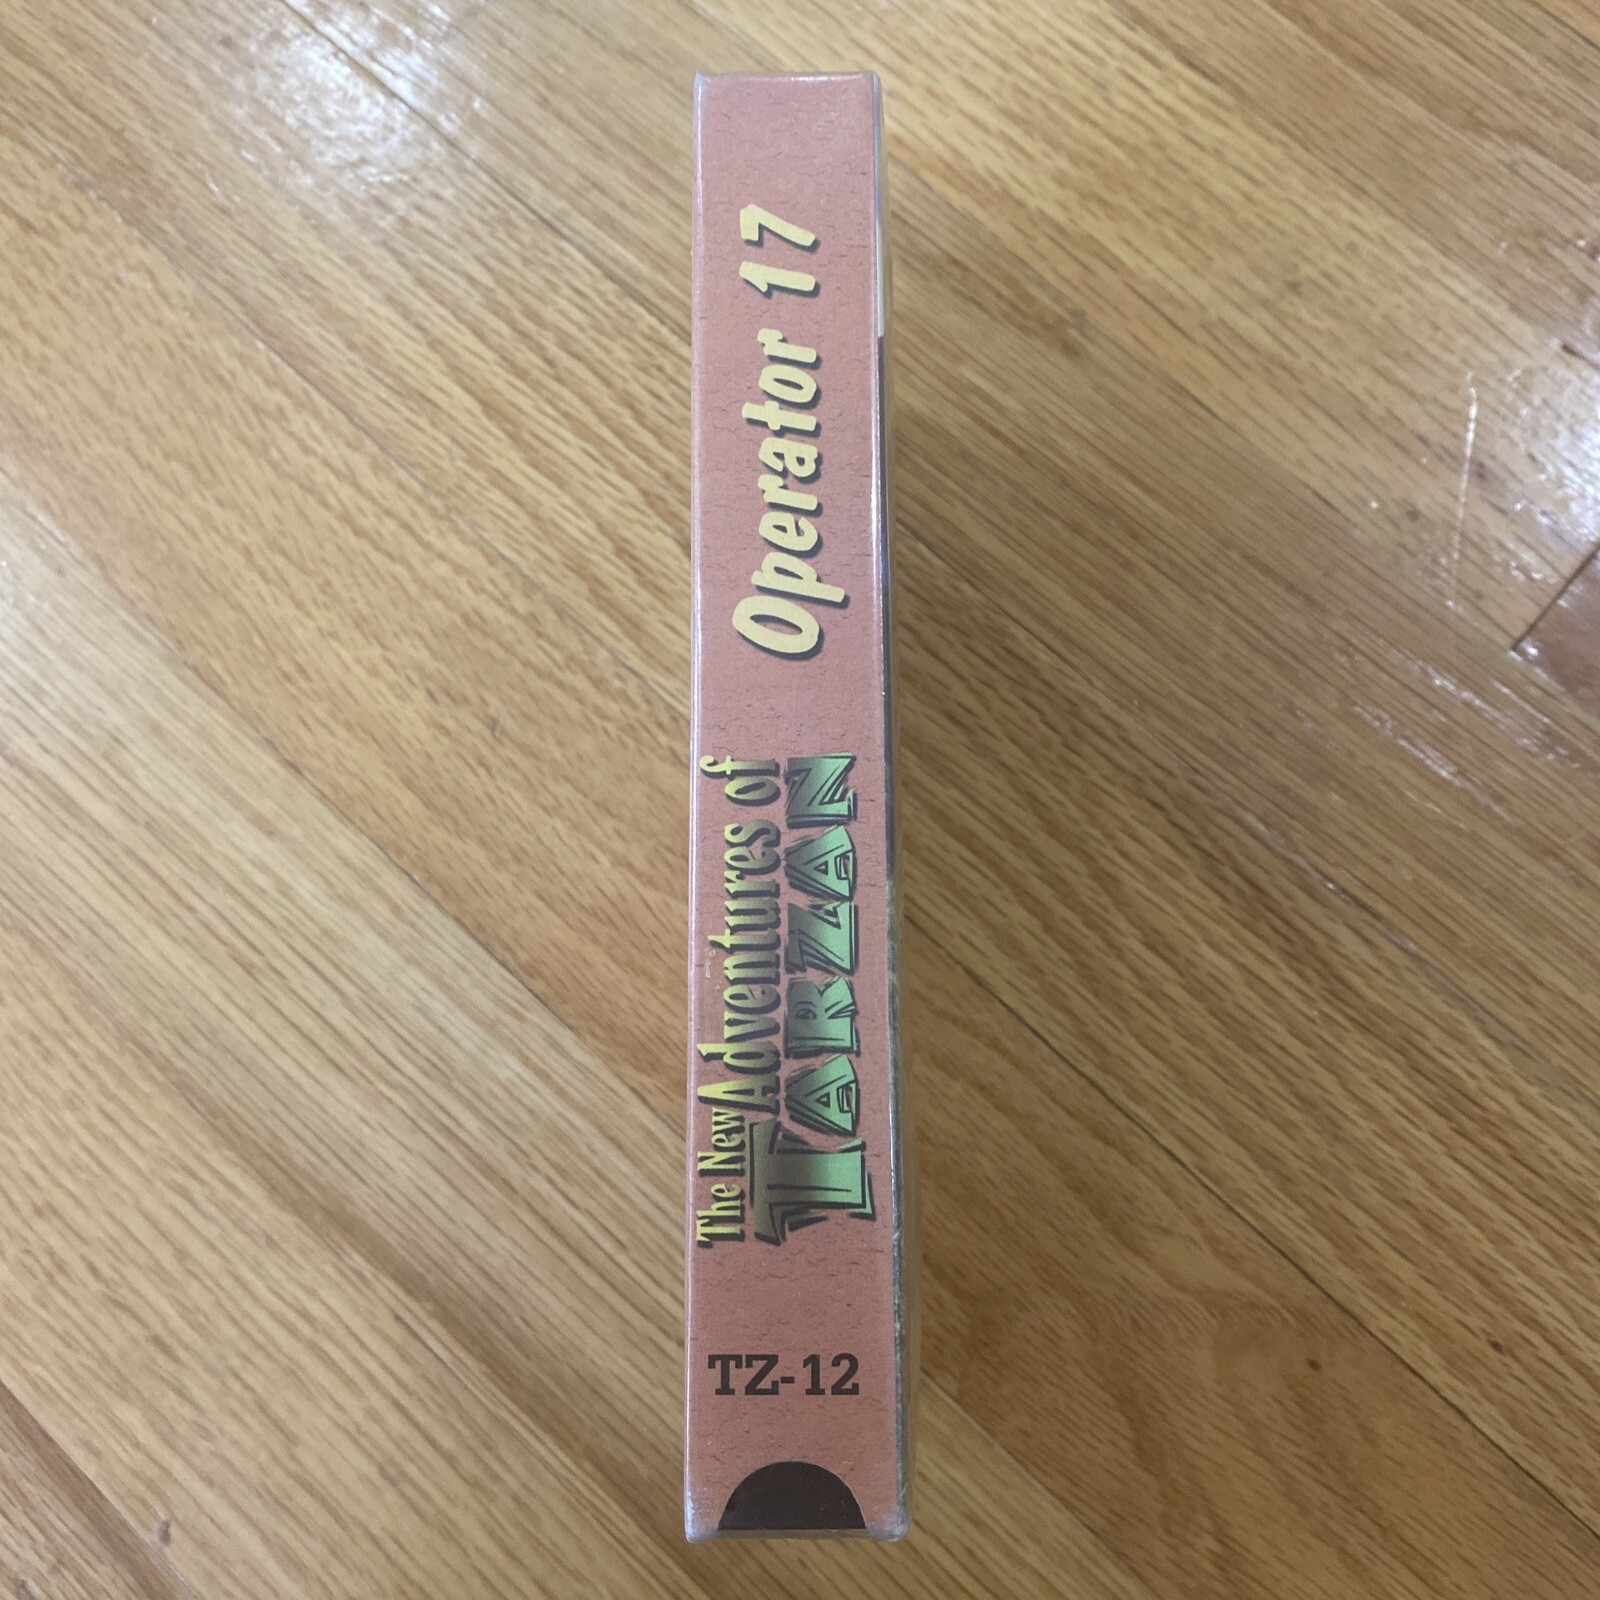 The New Adventures of
TARZAN
Operator 17
TZ-12